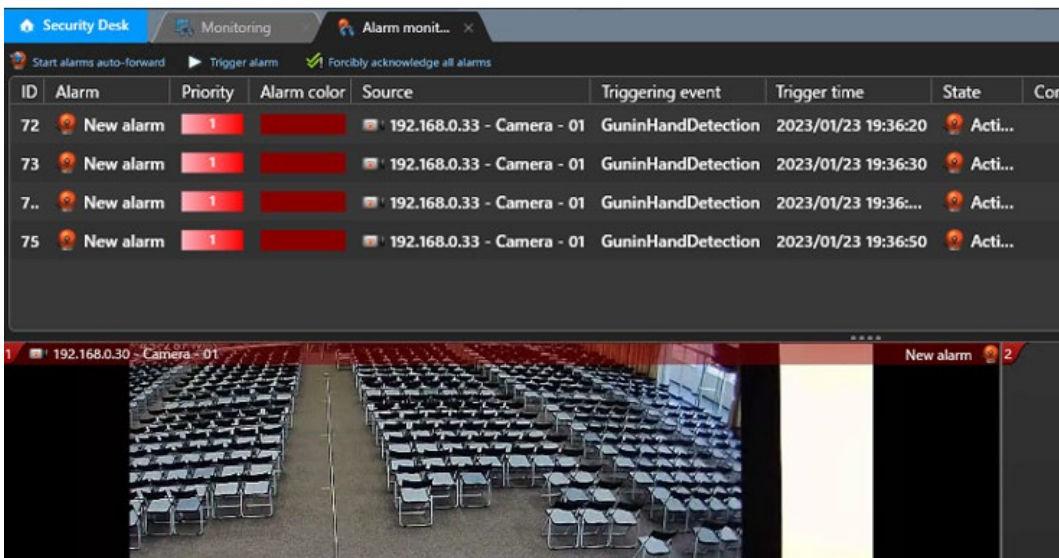 Security Desk Monitoring Alarm monit...
Start alarms auto-forward Trigger alarm Forcibly acknowledge all alarms
ID Alarm Priority Alarm color Source Triggering event Trigger time State Cor
72 New alarm 1 192.168.0.33 - Camera - 01 GuninHandDetection 2023/01/23 19:36:20 Acti...
73 New alarm 1 192.168.0.33 - Camera - 01 GuninHandDetection 2023/01/23 19:36:30 Acti...
7.. New alarm 1 192.168.0.33 - Camera - 01 GuninHandDetection 2023/01/23 19:36:... Acti...
75 New alarm 1 192.168.0.33 - Camera - 01 GuninHandDetection 2023/01/23 19:36:50 Acti...
1 192.168.0.30 - Camera - 01 New alarm 2